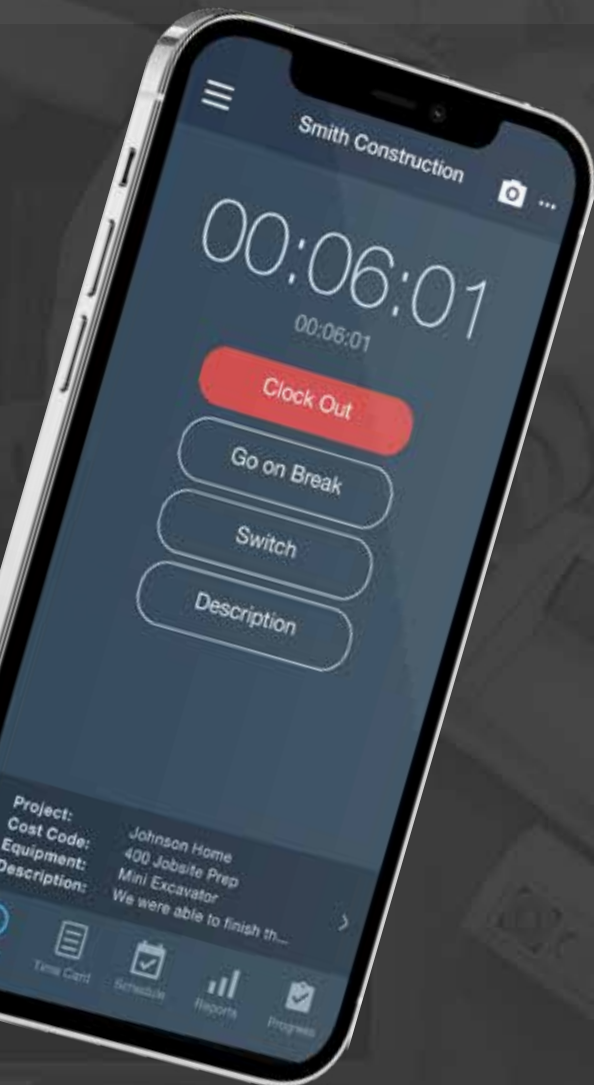 Smith Construction
00:06:01
00:06:01
Clock Out
Go on Break
Switch
Description
Project: Johnson Home
Cost Code: 400 Jobsite Prep
Equipment: Mini Excavator
Description: We were able to finish th...
Time Card
Schedule
Reports
Progress